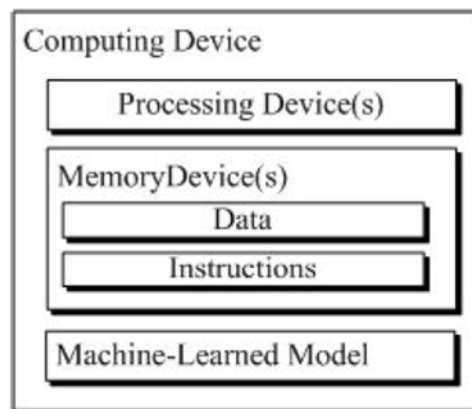 Computing Device
Processing Device(s)
MemoryDevice(s)
Data
Instructions
Machine-Learned Model